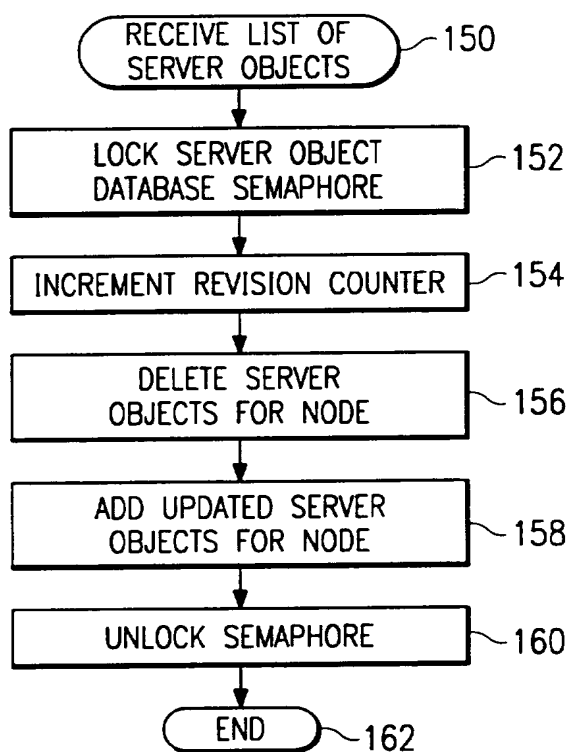 RECEIVE LIST OF
SERVER OBJECTS
150
LOCK SERVER OBJECT
DATABASE SEMAPHORE
152
INCREMENT REVISION COUNTER
154
DELETE SERVER
OBJECTS FOR NODE
156
ADD UPDATED SERVER
OBJECTS FOR NODE
158
UNLOCK SEMAPHORE
160
END
162